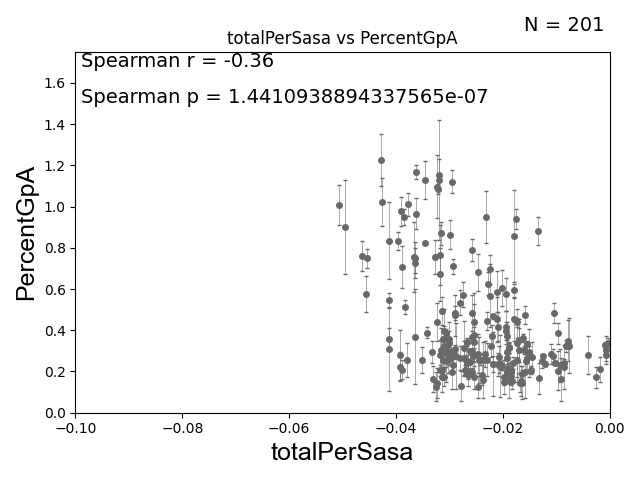 N = 201
totalPerSasa vs PercentGpA
Spearman r = -0.36
Spearman p = 1.4410938894337565e-07
PercentGpA
1.6
1.4
1.2
1.0
0.8
0.6
0.4
0.2
0.0
−0.10 −0.08 −0.06 −0.04 −0.02 0.00
totalPerSasa